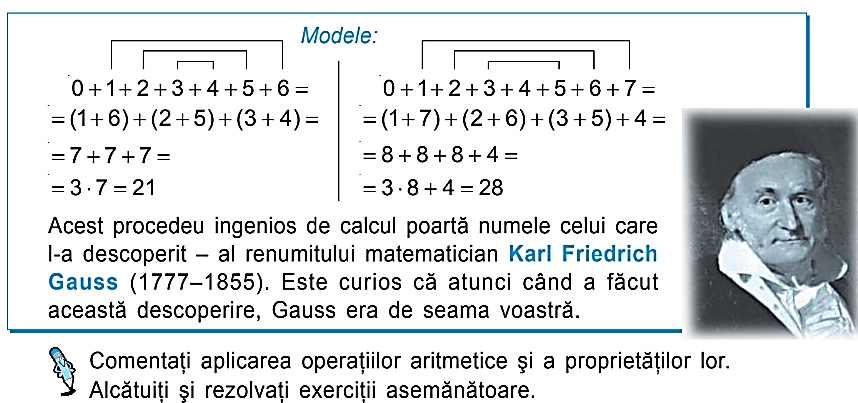 Modele:
0 + 1 + 2 + 3 + 4 + 5 + 6 =
= (1 + 6) + (2 + 5) + (3 + 4) =
= 7 + 7 + 7 =
= 3 · 7 = 21
0 + 1 + 2 + 3 + 4 + 5 + 6 + 7 =
= (1 + 7) + (2 + 6) + (3 + 5) + 4 =
= 8 + 8 + 8 + 4 =
= 3 · 8 + 4 = 28
Acest procedeu ingenios de calcul poartă numele celui care
l-a descoperit – al renumitului matematician Karl Friedrich
Gauss (1777–1855). Este curios că atunci când a făcut
această descoperire, Gauss era de seama voastră.
Comentați aplicarea operațiilor aritmetice şi a proprietăților lor.
Alcătuiți şi rezolvați exerciții asemănătoare.